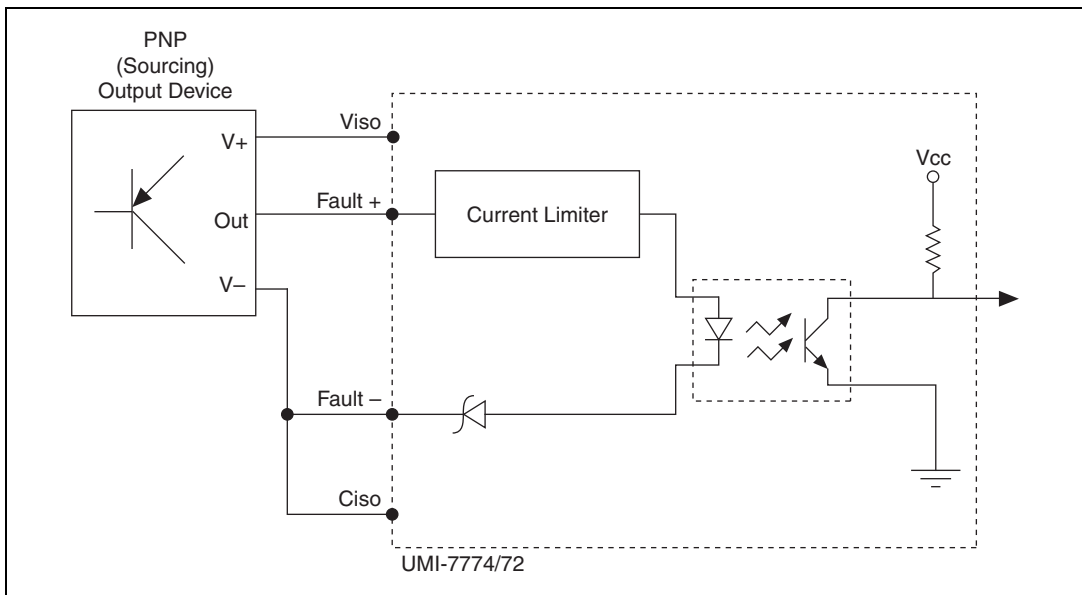 PNP
(Sourcing)
Output Device
V+
Out
V–
Viso
Fault +
Fault –
Ciso
Current Limiter
Vcc
UMI-7774/72